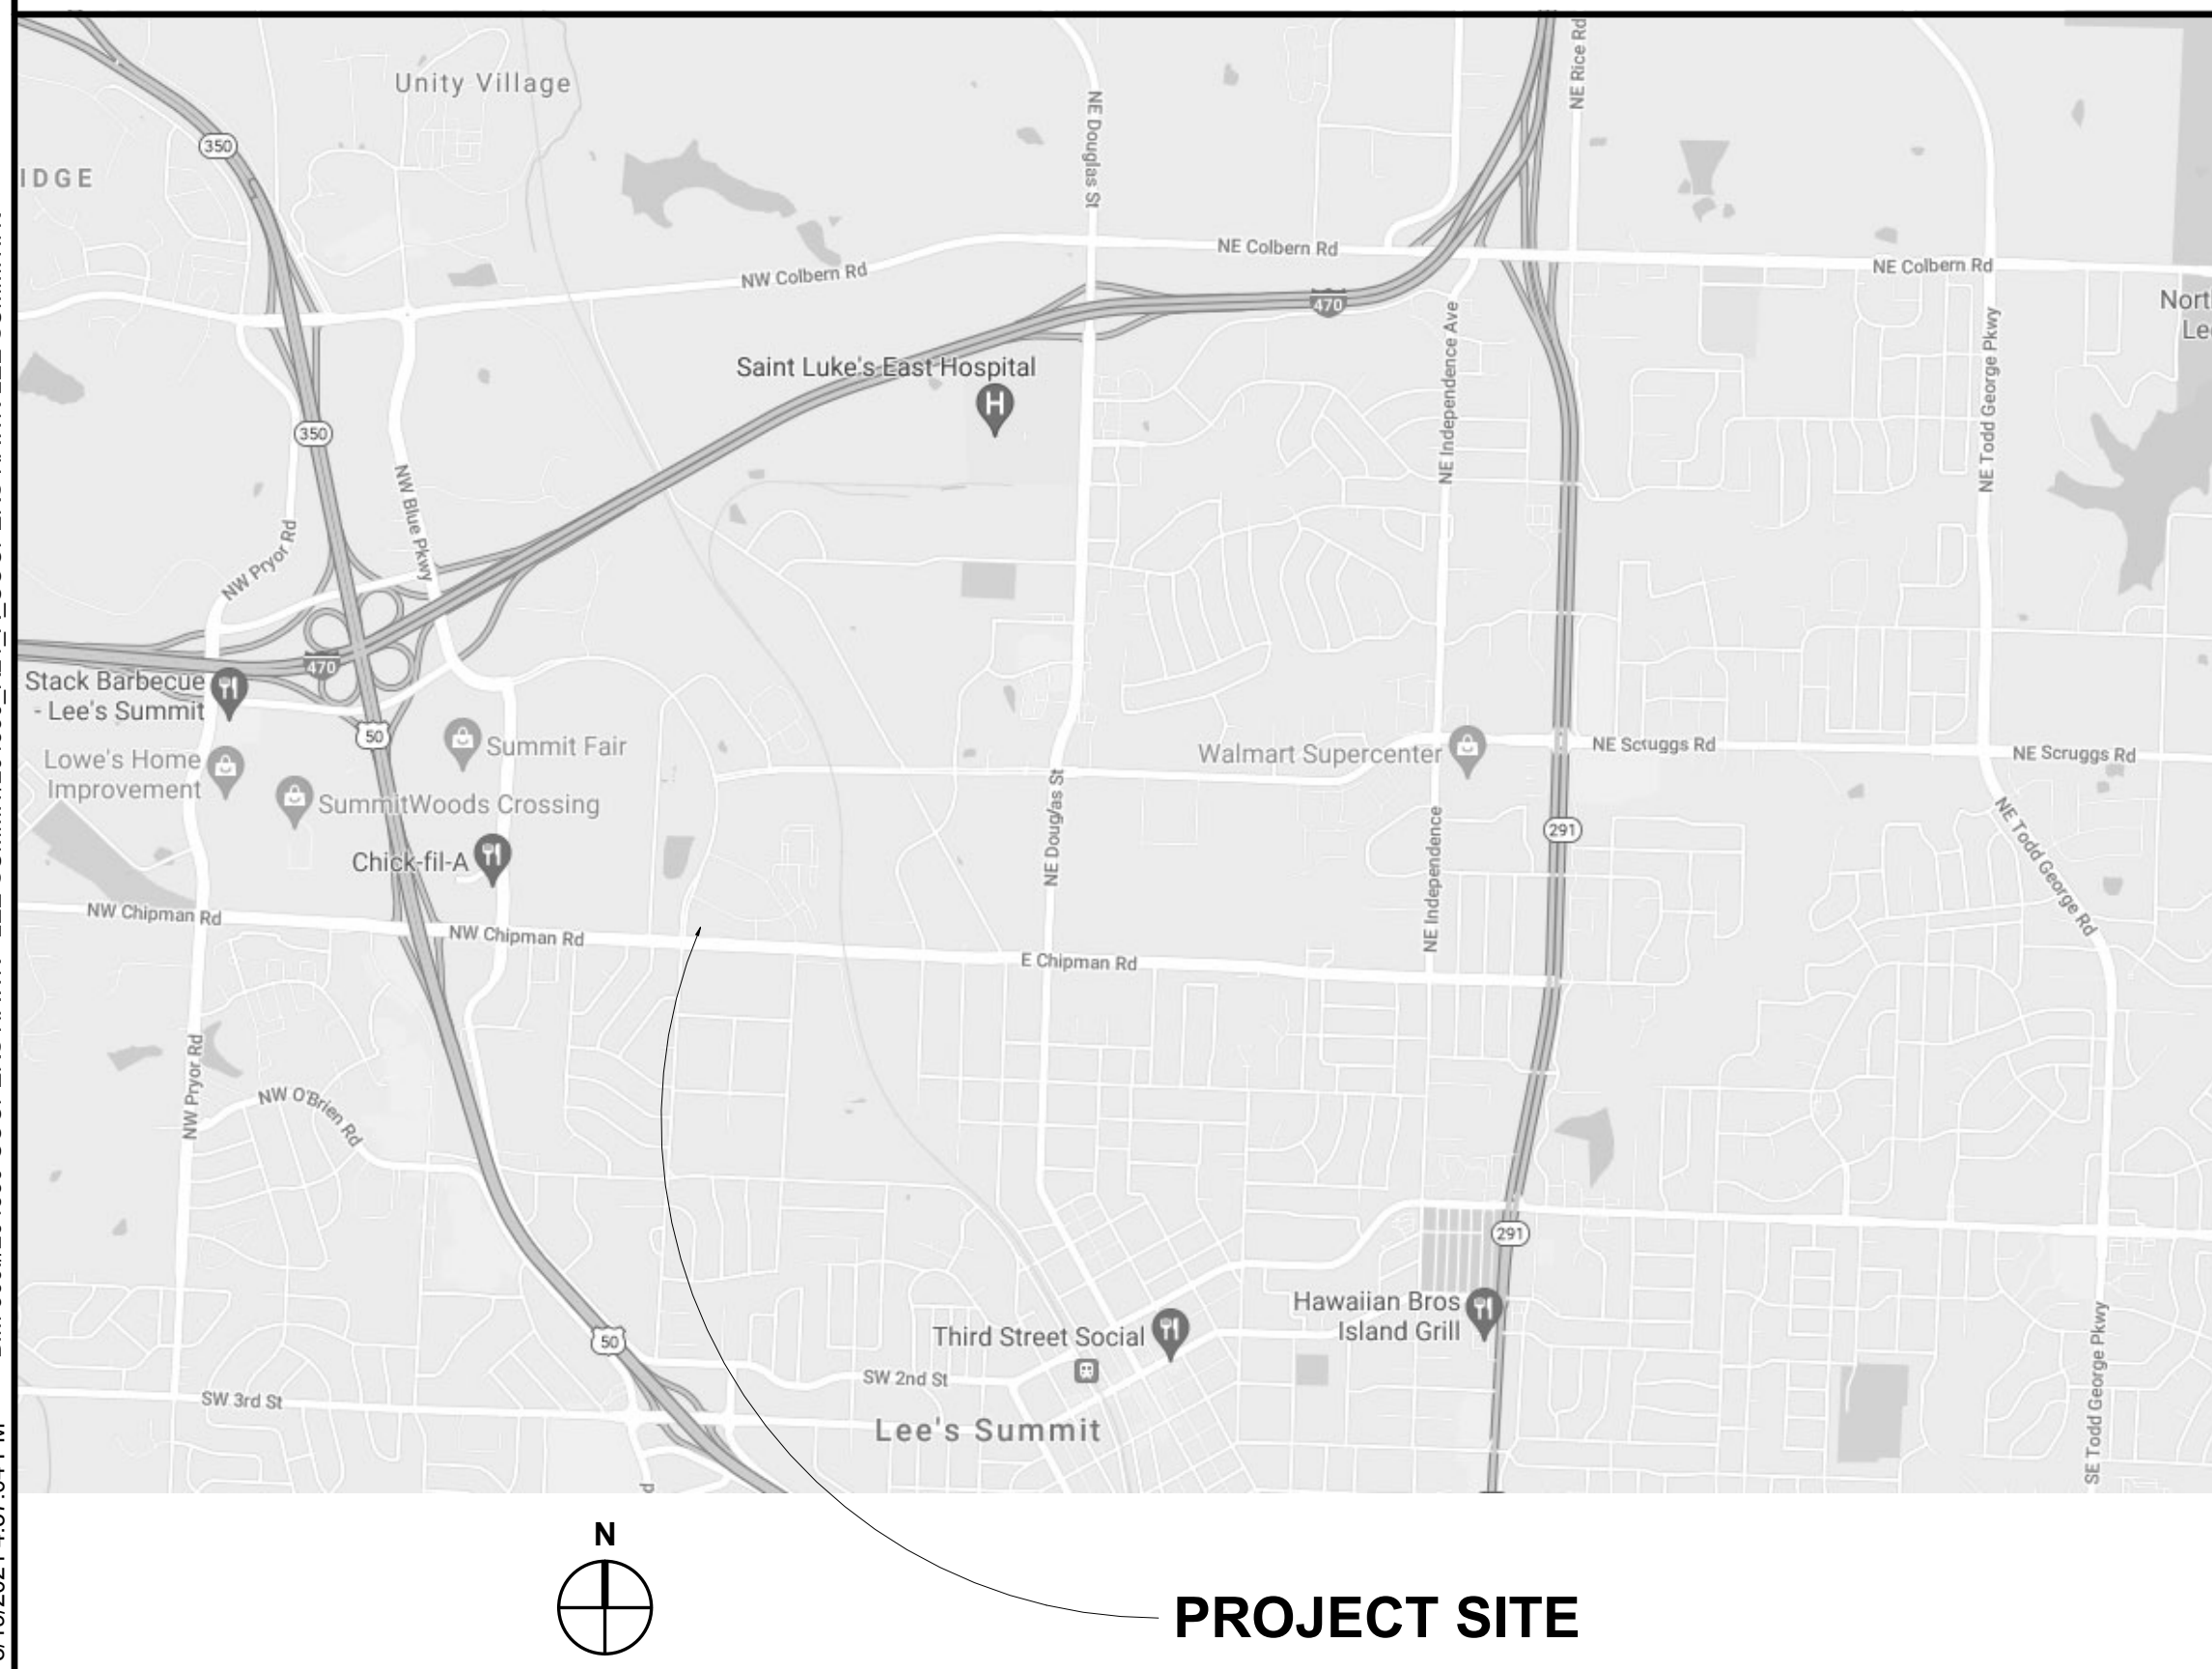 Unity Village
350
IDGE
NE Douglas St
NE Rice Rd
NE Colbern Rd
NE Colbern Rd
NW Colbern Rd
470
Nort
Le
NE Independence Ave
NE Todd George Pkwy
Saint Luke's East Hospital
H
350
NW Blue Pkwy
NW Pryor Rd
470
Stack Barbecue
- Lee's Summit
50
Summit Fair
Lowe's Home
Improvement
SummitWoods Crossing
Walmart Supercenter
NE Scruggs Rd
NE Scruggs Rd
NE Douglas St
291
NE Independence
NE Todd George Rd
Chick-fil-A
NW Chipman Rd
NW Chipman Rd
E Chipman Rd
NW Pryor Rd
NW O'Brien Rd
291
Hawaiian Bros
Island Grill
Third Street Social
50
SW 2nd St
SW 3rd St
Lee's Summit
SE Todd George Pkwy
N
PROJECT SITE